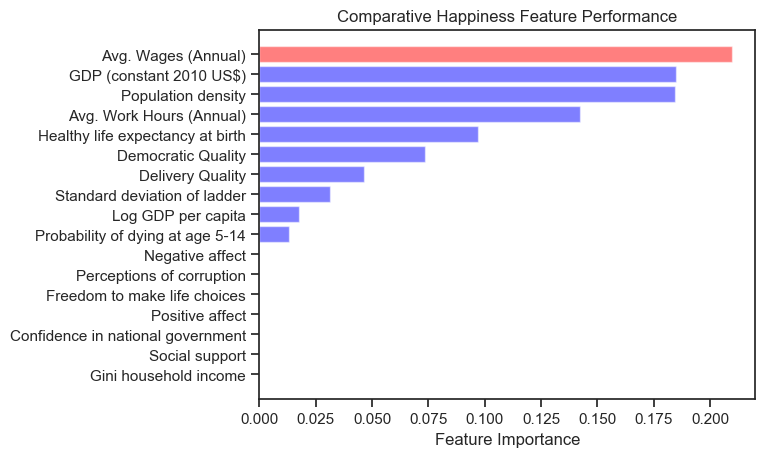 Comparative Happiness Feature Performance
Avg. Wages (Annual)
GDP (constant 2010 US$)
Population density
Avg. Work Hours (Annual)
Healthy life expectancy at birth
Democratic Quality
Delivery Quality
Standard deviation of ladder
Log GDP per capita
Probability of dying at age 5-14
Negative affect
Perceptions of corruption
Freedom to make life choices
Positive affect
Confidence in national government
Social support
Gini household income
0.000 0.025 0.050 0.075 0.100 0.125 0.150 0.175 0.200
Feature Importance